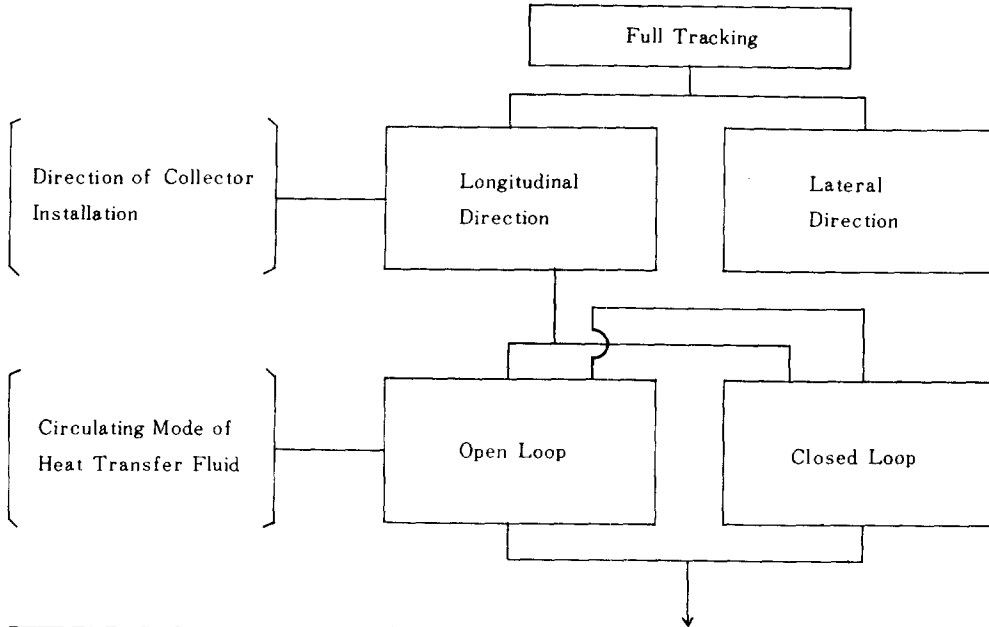 Full Tracking
Direction of Collector
Installation
Longitudinal
Direction
Lateral
Direction
Circulating Mode of
Heat Transfer Fluid
Open Loop
Closed Loop